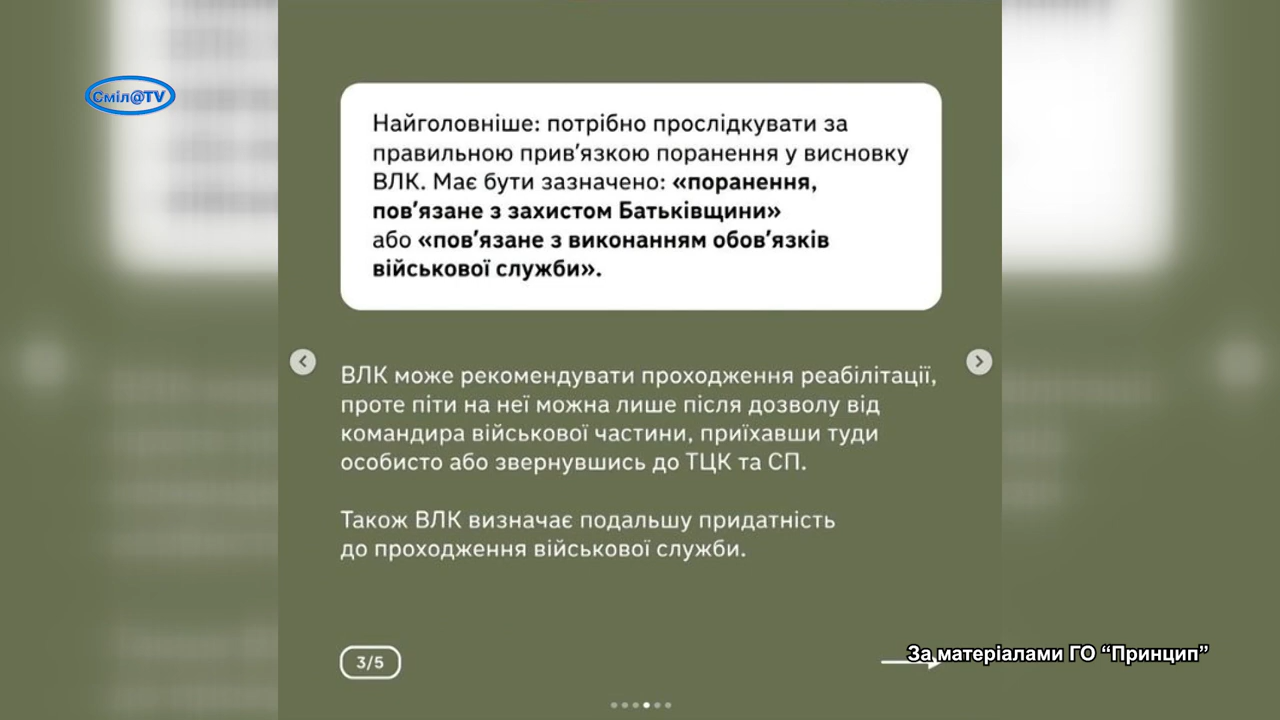 Сміл@TV
Найголовніше: потрібно прослідкувати за
правильною прив’язкою поранення у висновку
ВЛК. Має бути зазначено: «поранення,
пов’язане з захистом Батьківщини»
або «пов’язане з виконанням обов’язків
військової служби».
ВЛК може рекомендувати проходження реабілітації,
проте піти на неї можна лише після дозволу від
командира військової частини, приїхавши туди
особисто або звернувшись до ТЦК та СП.
Також ВЛК визначає подальшу придатність
до проходження військової служби.
3/5
За матеріалами ГО “Принцип”